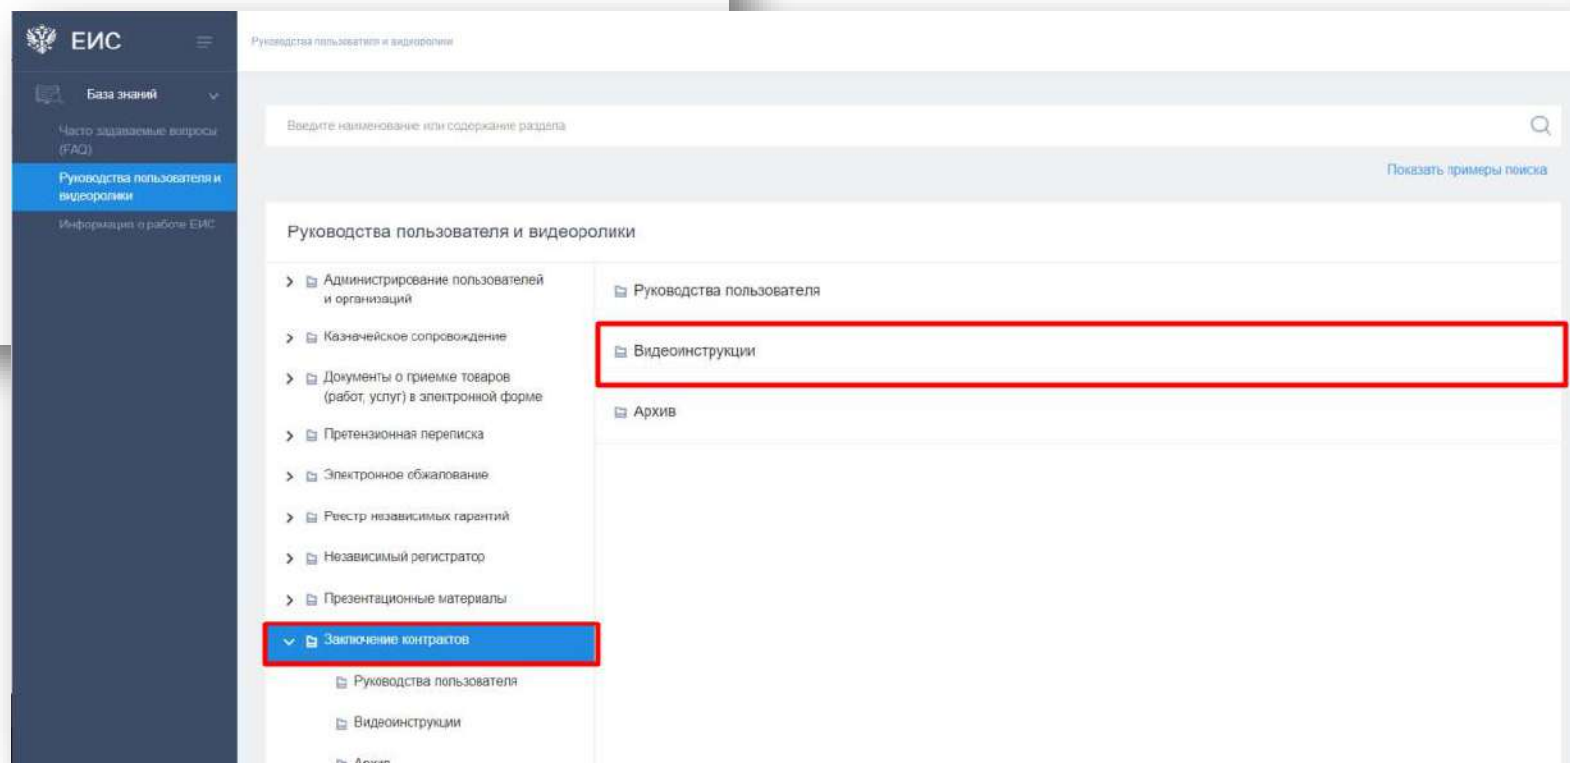 ЕИС
Руководства пользователя и видеоролики
База знаний
Часто задаваемые вопросы
(FAQ)
Руководства пользователя и
видеоролики
Информация о работе ЕИС
Введите наименование или содержание раздела
Показать примеры поиска
Руководства пользователя и видеоролики
Администрирование пользователей
и организаций
Казначейское сопровождение
Документы о приемке товаров
(работ, услуг) в электронной форме
Претензионная переписка
Электронное обжалование
Реестр независимых гарантий
Независимый регистратор
Презентационные материалы
Заключение контрактов
Руководства пользователя
Видеоинструкции
Архив
Руководства пользователя
Видеоинструкции
Архив